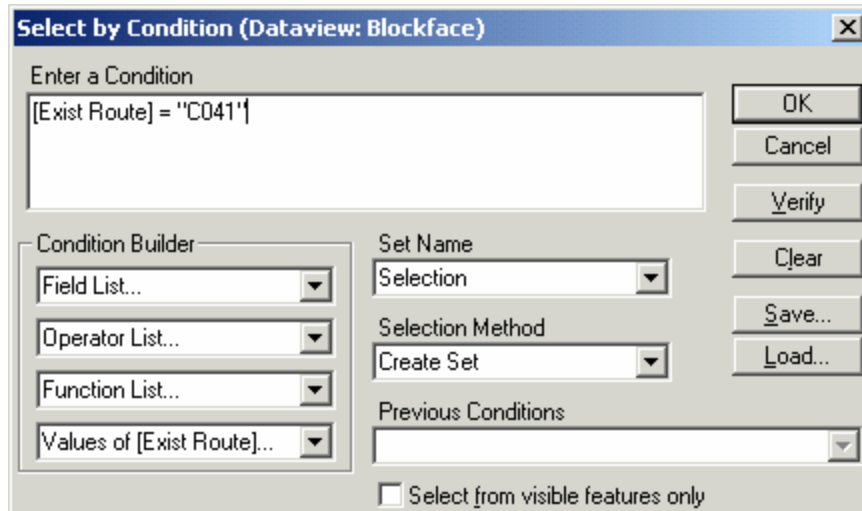 Select by Condition (Dataview: Blockface)
Enter a Condition
[Exist Route] = "C041"
OK
Cancel
Verify
Clear
Save...
Load...
Condition Builder
Field List...
Operator List...
Function List...
Values of [Exist Route]...
Set Name
Selection
Selection Method
Create Set
Previous Conditions
Select from visible features only